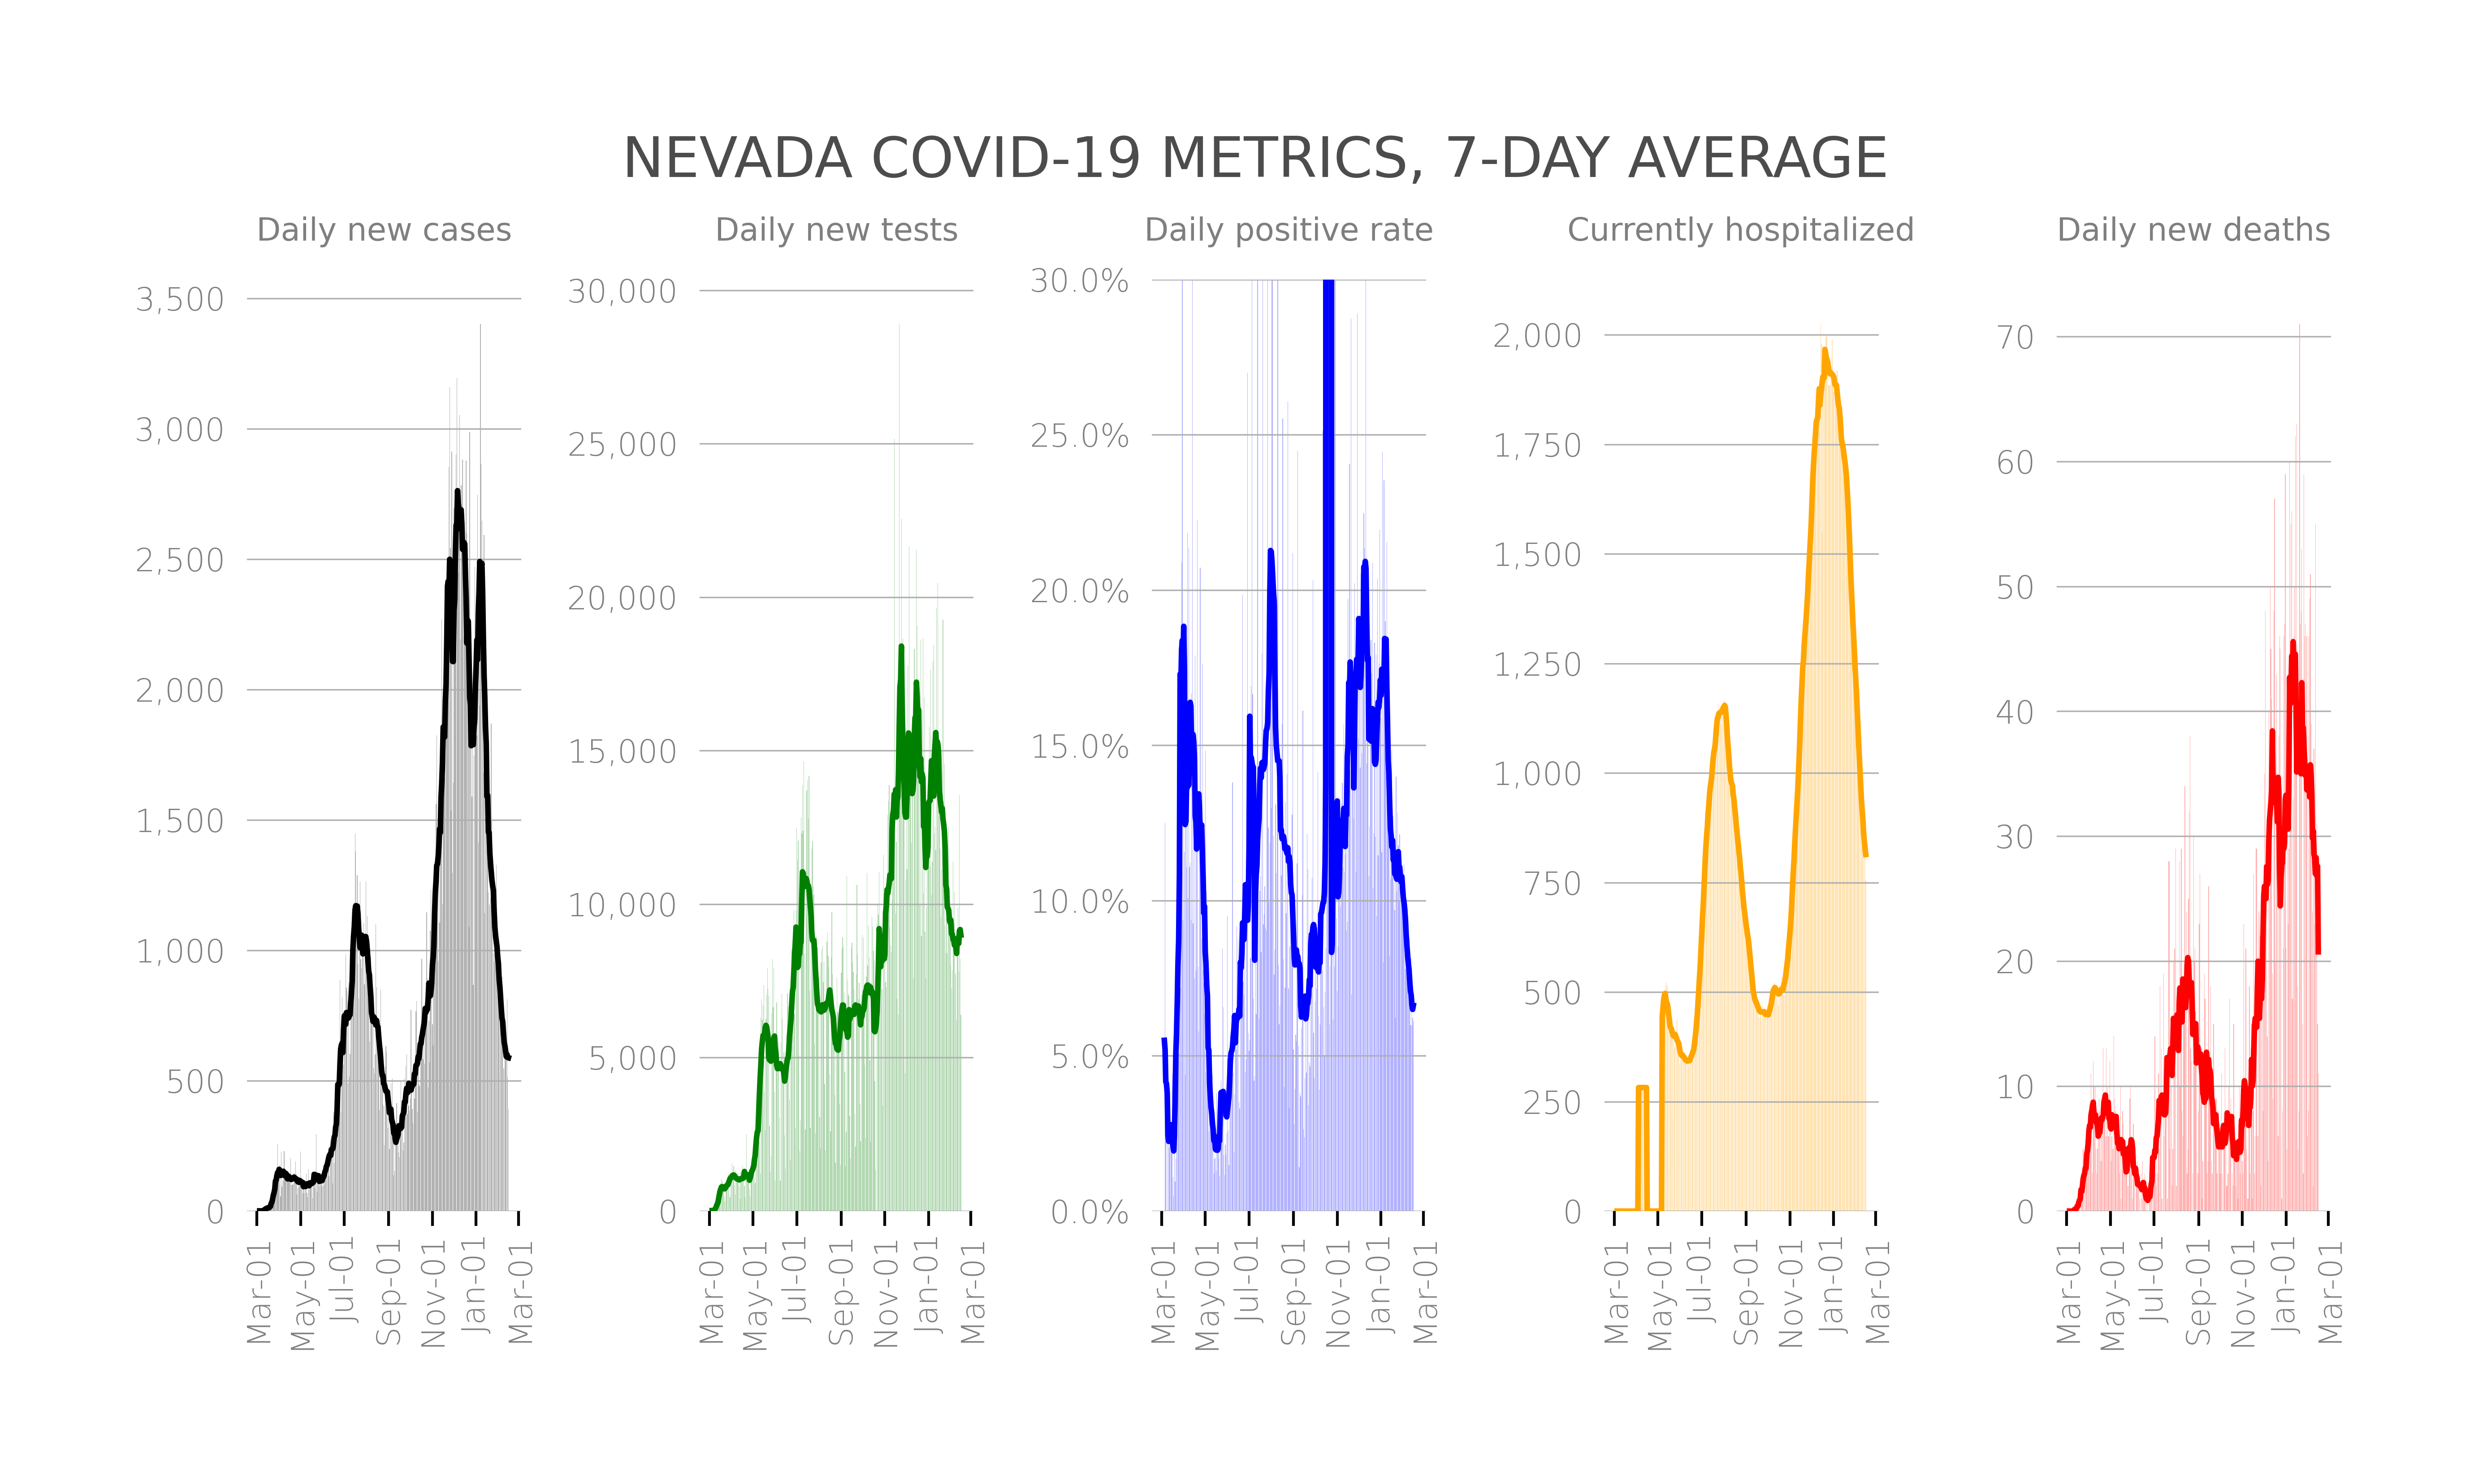 NEVADA COVID-19 METRICS, 7-DAY AVERAGE
Daily new cases
3,500
3,000
2,500
2,000
1,500
1,000
500
0
Mar-01
May-01
Jul-01
Sep-01
Nov-01
Jan-01
Mar-01
Daily new tests
30,000
25,000
20,000
15,000
10,000
5,000
0
Mar-01
May-01
Jul-01
Sep-01
Nov-01
Jan-01
Mar-01
Daily positive rate
30.0%
25.0%
20.0%
15.0%
10.0%
5.0%
0.0%
Mar-01
May-01
Jul-01
Sep-01
Nov-01
Jan-01
Mar-01
Currently hospitalized
2,000
1,750
1,500
1,250
1,000
750
500
250
0
Mar-01
May-01
Jul-01
Sep-01
Nov-01
Jan-01
Mar-01
Daily new deaths
70
60
50
40
30
20
10
0
Mar-01
May-01
Jul-01
Sep-01
Nov-01
Jan-01
Mar-01